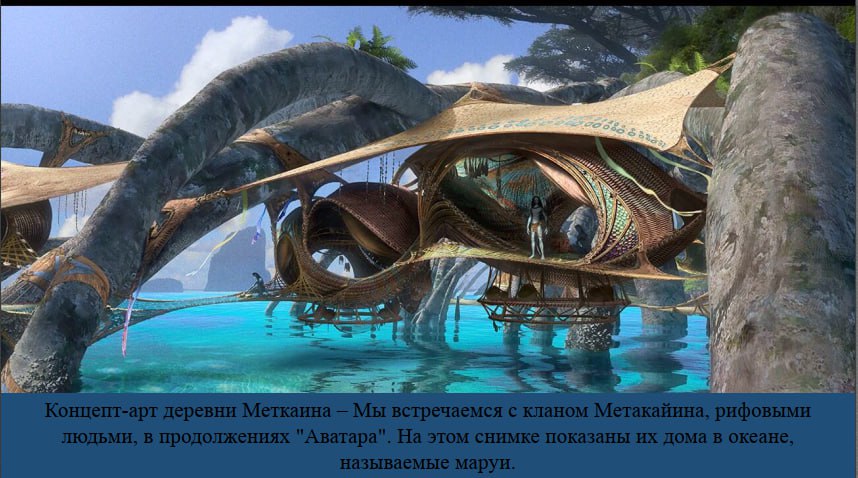 Концепт-арт деревни Меткаина – Мы встречаемся с кланом Метакайина, рифовыми
людьми, в продолжениях "Аватара". На этом снимке показаны их дома в океане,
называемые маруи.